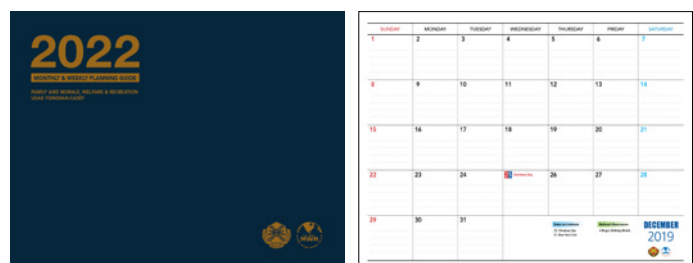 2022
MONTHLY & WEEKLY PLANNING GUIDE
FAMILY AND MORALE, WELFARE & RECREATION
USAG YONGSAN-CASEY
MWR
SUNDAY MONDAY TUESDAY WEDNESDAY THURSDAY FRIDAY SATURDAY
1 2 3 4 5 6 7
8 9 10 11 12 13 14
15 16 17 18 19 20 21
22 23 24 25 Christmas Day 26 27 28
29 30 31
DECEMBER
2019